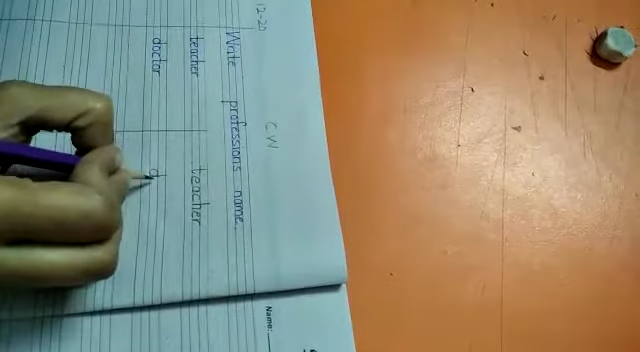 12-20
CW
Write professions name.
teacher teacher
doctor d
Name: